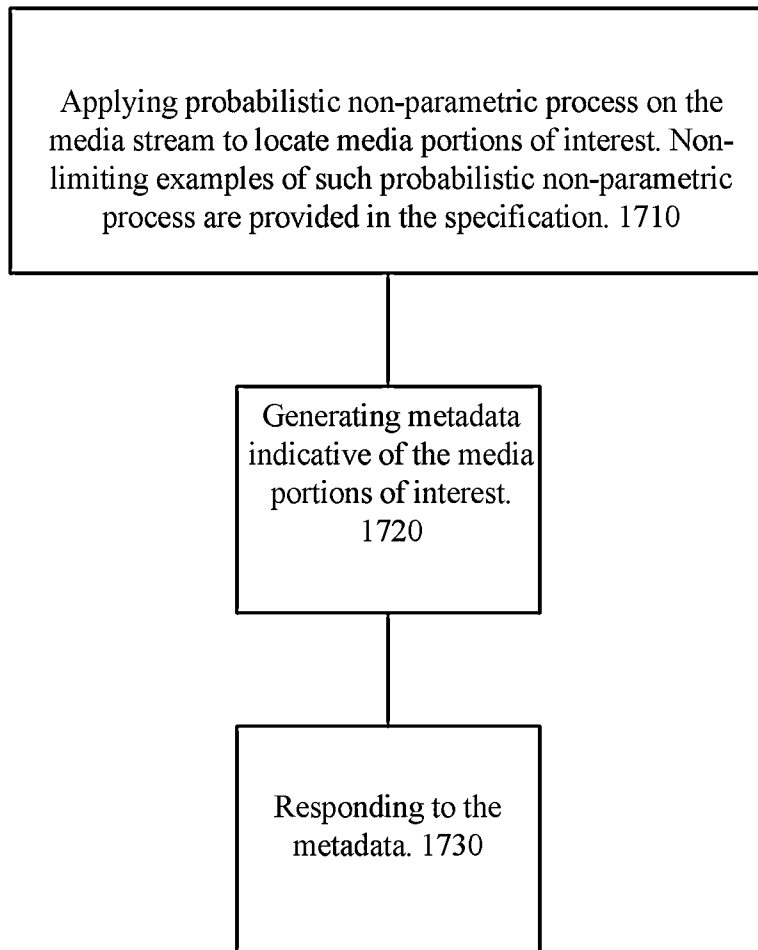 Applying probabilistic non-parametric process on the
media stream to locate media portions of interest. Non-
limiting examples of such probabilistic non-parametric
process are provided in the specification. 1710
Generating metadata
indicative of the media
portions of interest.
1720
Responding to the
metadata. 1730